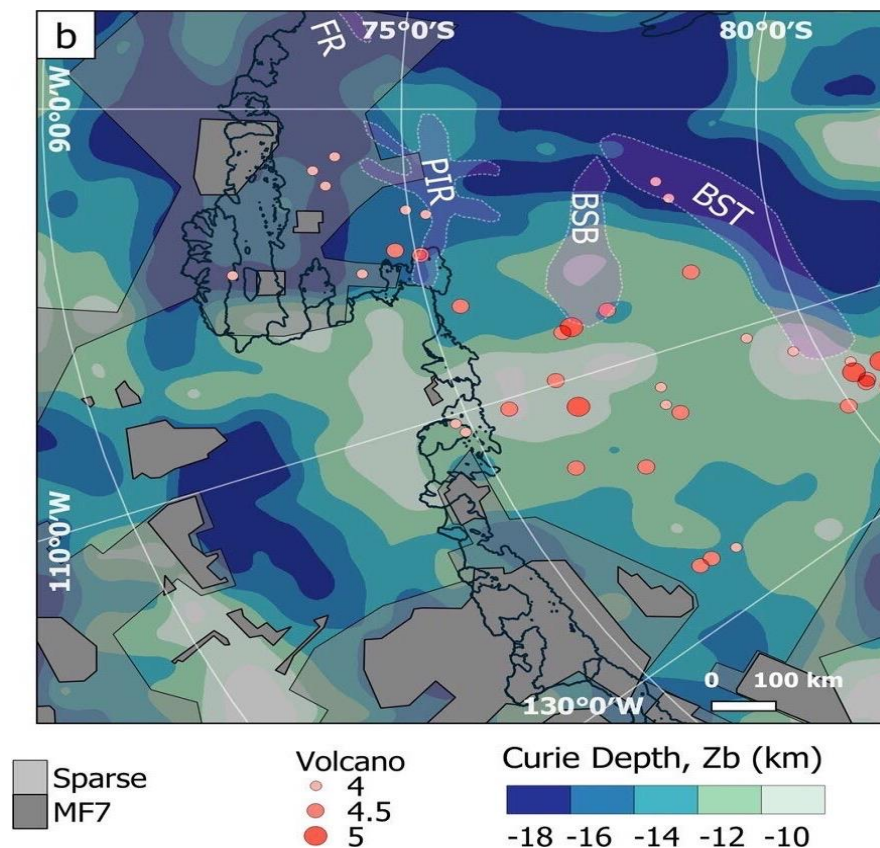 b
FR
75°0′S
80°0′S
90°0′W
PIR
BSB
BST
110°0′W
0 100 km
130°0′W
Sparse
MF7
Volcano
4
4.5
5
Curie Depth, Zb (km)
-18 -16 -14 -12 -10